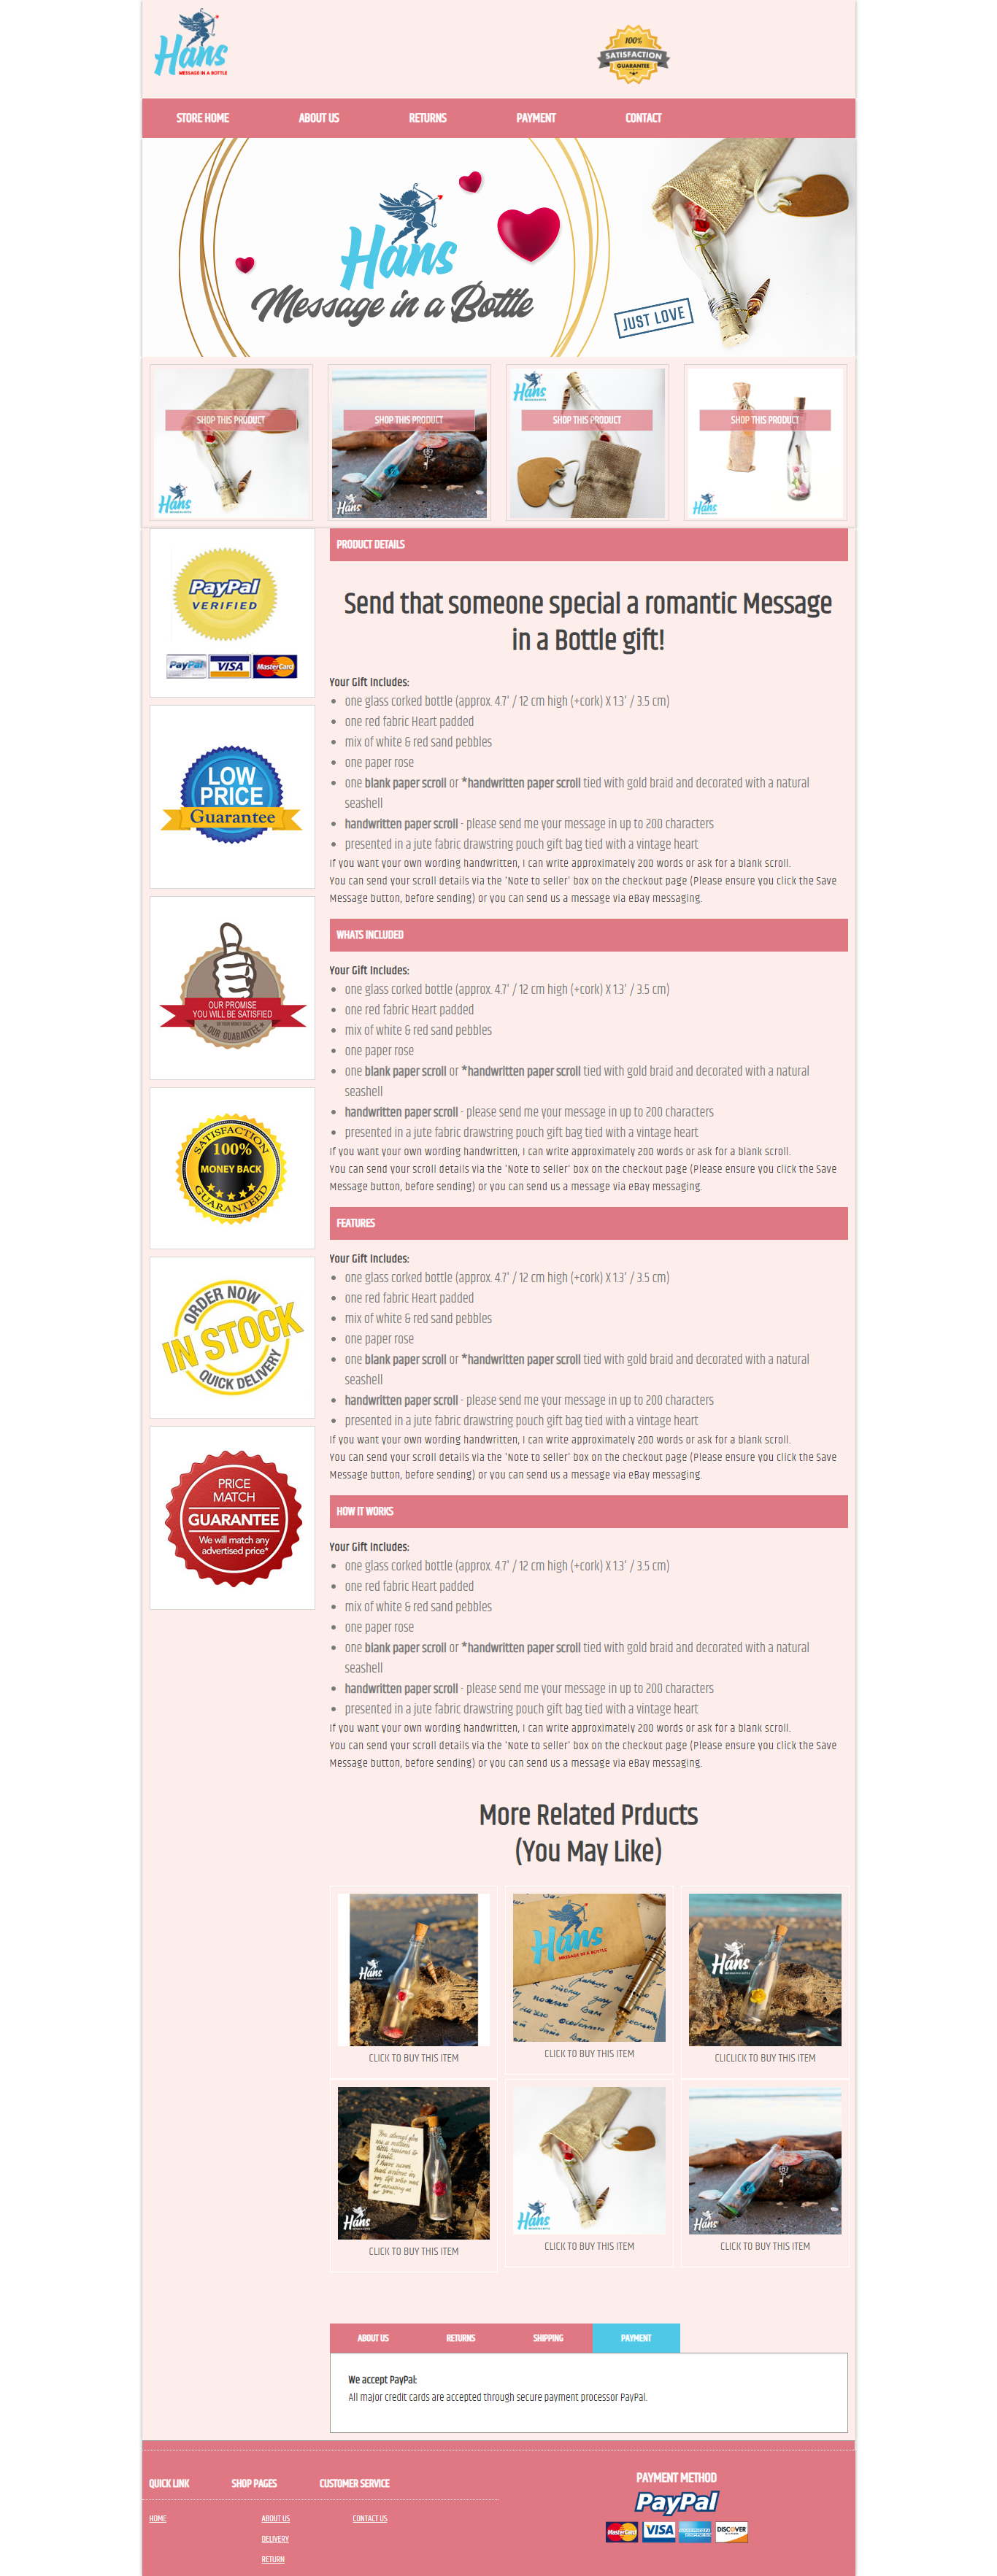 Hans
MESSAGE IN A BOTTLE
100%
SATISFACTION
GUARANTEE
STORE HOME
ABOUT US
RETURNS
PAYMENT
CONTACT
Hans
Message in a Bottle
JUST LOVE
SHOP THIS PRODUCT
SHOP THIS PRODUCT
SHOP THIS PRODUCT
SHOP THIS PRODUCT
Hans
Hans
Hans
Hans
PayPal
VERIFIED
PayPal
VISA
MasterCard
LOW
PRICE
Guarantee
OUR PROMISE
YOU WILL BE SATISFIED
OR YOUR MONEY BACK
OUR GUARANTEE
SATISFACTION
100%
MONEY BACK
GUARANTEED
ORDER NOW
IN STOCK
QUICK DELIVERY
PRICE
MATCH
GUARANTEE
We will match any
advertised price*
PRODUCT DETAILS
Send that someone special a romantic Message
in a Bottle gift!
Your Gift Includes:
one glass corked bottle (approx. 4.7' / 12 cm high (+cork) X 1.3' / 3.5 cm)
one red fabric Heart padded
mix of white & red sand pebbles
one paper rose
one blank paper scroll or *handwritten paper scroll tied with gold braid and decorated with a natural
seashell
handwritten paper scroll - please send me your message in up to 200 characters
presented in a jute fabric drawstring pouch gift bag tied with a vintage heart
If you want your own wording handwritten, I can write approximately 200 words or ask for a blank scroll.
You can send your scroll details via the 'Note to seller' box on the checkout page (Please ensure you click the Save
Message button, before sending) or you can send us a message via eBay messaging.
WHATS INCLUDED
Your Gift Includes:
one glass corked bottle (approx. 4.7' / 12 cm high (+cork) X 1.3' / 3.5 cm)
one red fabric Heart padded
mix of white & red sand pebbles
one paper rose
one blank paper scroll or *handwritten paper scroll tied with gold braid and decorated with a natural
seashell
handwritten paper scroll - please send me your message in up to 200 characters
presented in a jute fabric drawstring pouch gift bag tied with a vintage heart
If you want your own wording handwritten, I can write approximately 200 words or ask for a blank scroll.
You can send your scroll details via the 'Note to seller' box on the checkout page (Please ensure you click the Save
Message button, before sending) or you can send us a message via eBay messaging.
FEATURES
Your Gift Includes:
one glass corked bottle (approx. 4.7' / 12 cm high (+cork) X 1.3' / 3.5 cm)
one red fabric Heart padded
mix of white & red sand pebbles
one paper rose
one blank paper scroll or *handwritten paper scroll tied with gold braid and decorated with a natural
seashell
handwritten paper scroll - please send me your message in up to 200 characters
presented in a jute fabric drawstring pouch gift bag tied with a vintage heart
If you want your own wording handwritten, I can write approximately 200 words or ask for a blank scroll.
You can send your scroll details via the 'Note to seller' box on the checkout page (Please ensure you click the Save
Message button, before sending) or you can send us a message via eBay messaging.
HOW IT WORKS
Your Gift Includes:
one glass corked bottle (approx. 4.7' / 12 cm high (+cork) X 1.3' / 3.5 cm)
one red fabric Heart padded
mix of white & red sand pebbles
one paper rose
one blank paper scroll or *handwritten paper scroll tied with gold braid and decorated with a natural
seashell
handwritten paper scroll - please send me your message in up to 200 characters
presented in a jute fabric drawstring pouch gift bag tied with a vintage heart
If you want your own wording handwritten, I can write approximately 200 words or ask for a blank scroll.
You can send your scroll details via the 'Note to seller' box on the checkout page (Please ensure you click the Save
Message button, before sending) or you can send us a message via eBay messaging.
More Related Prducts
(You May Like)
Hans
Hans
MESSAGE IN A BOTTLE
Hans
CLICK TO BUY THIS ITEM
CLICK TO BUY THIS ITEM
CLICLICK TO BUY THIS ITEM
Hans
Hans
Hans
CLICK TO BUY THIS ITEM
CLICK TO BUY THIS ITEM
CLICK TO BUY THIS ITEM
ABOUT US
RETURNS
SHIPPING
PAYMENT
We accept PayPal:
All major credit cards are accepted through secure payment processor PayPal.
QUICK LINK
SHOP PAGES
CUSTOMER SERVICE
HOME
ABOUT US
CONTACT US
DELIVERY
RETURN
PAYMENT METHOD
PayPal
MasterCard
VISA
AMERICAN EXPRESS
DISCOVER